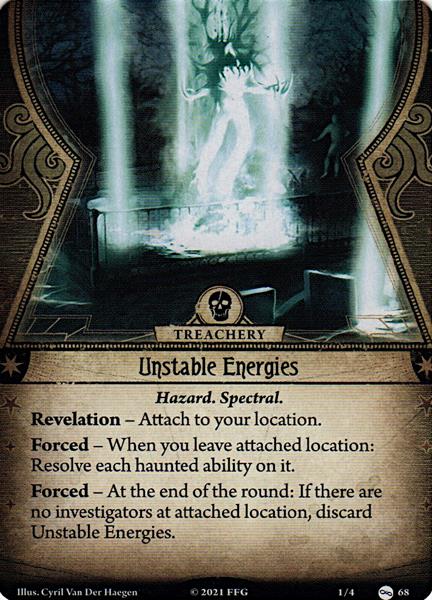 TREACHERY
Unstable Energies
Hazard. Spectral.
Revelation – Attach to your location.
Forced – When you leave attached location:
Resolve each haunted ability on it.
Forced – At the end of the round: If there are
no investigators at attached location, discard
Unstable Energies.
Illus. Cyril Van Der Haegen © 2021 FFG 1/4 68